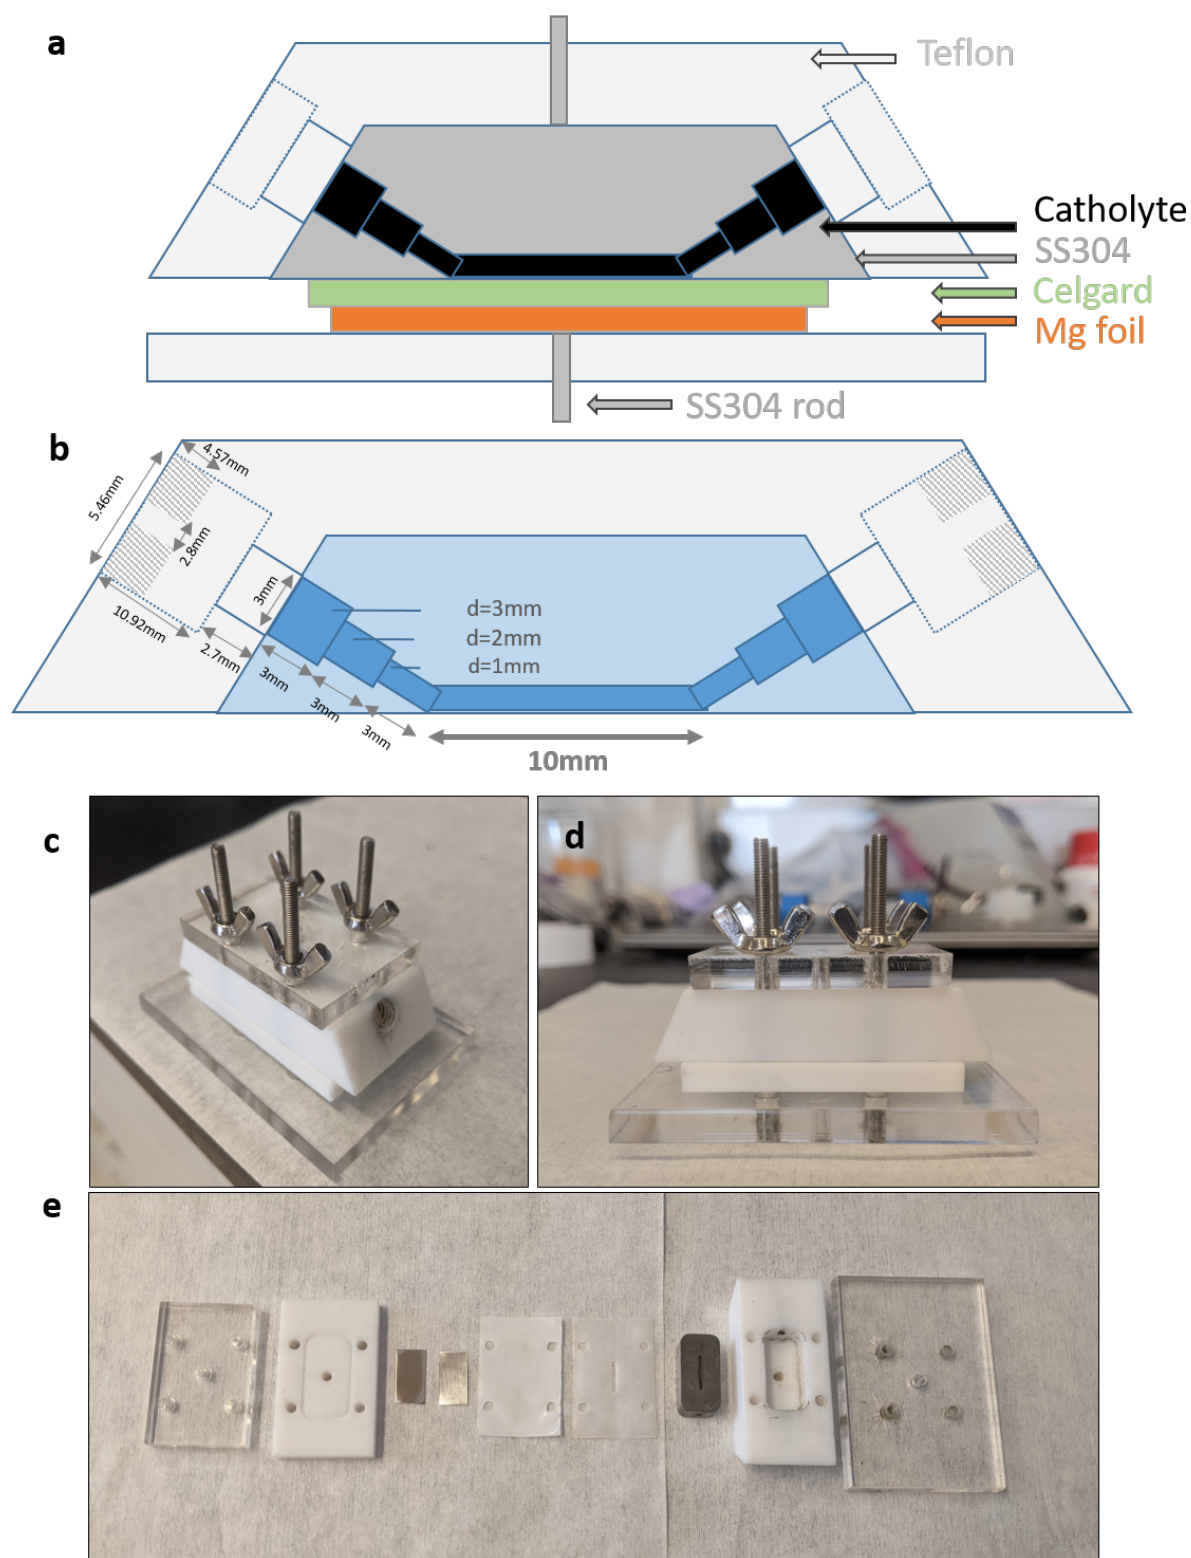 a
Teflon
Catholyte
SS304
Celgard
Mg foil
SS304 rod
b
4.57mm
5.46mm
2.8mm
3mm
d=3mm
10.92mm
d=2mm
2.7mm
d=1mm
3mm
3mm
3mm
10mm
c
d
e